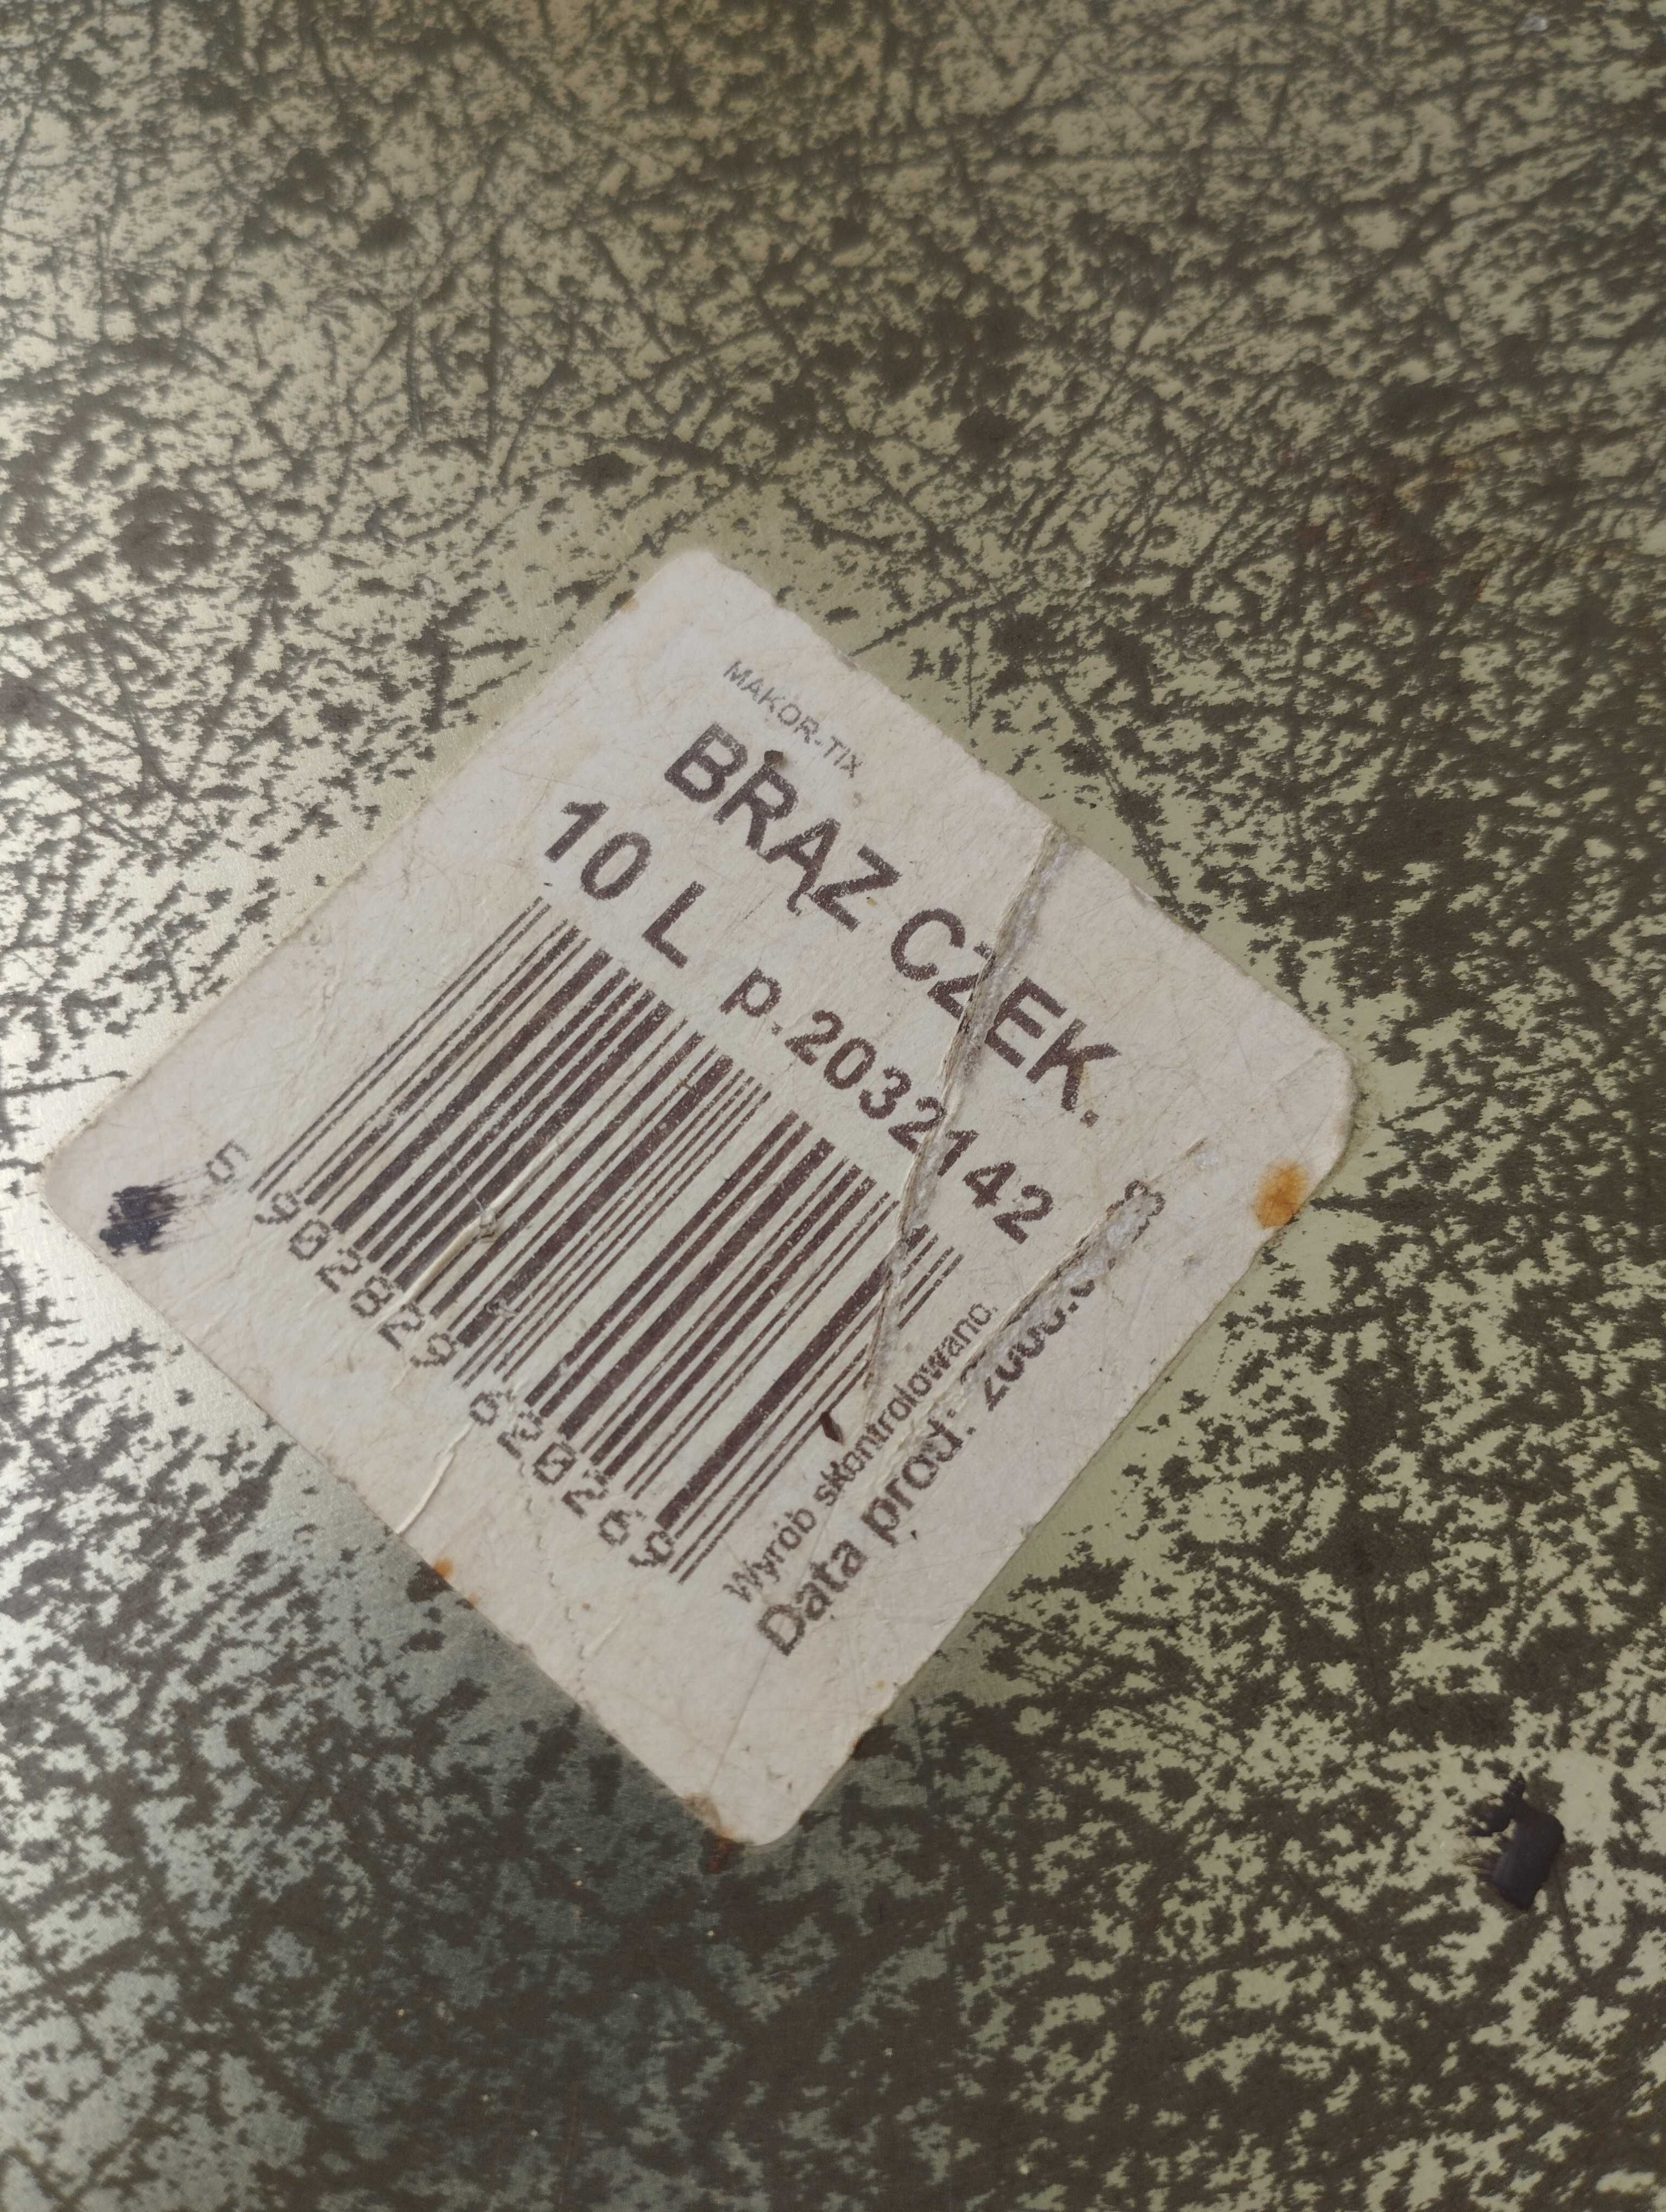 MAKOR-TIX
BRĄZ CZEK.
10 L p.2032142
Wyrób skontrolowano.
Data prod.: